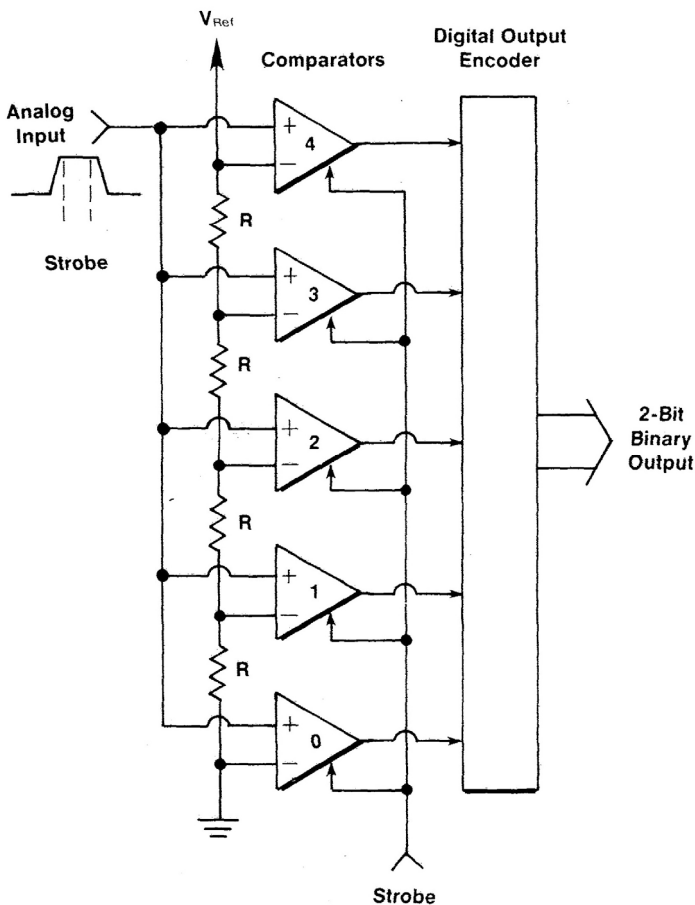 VRef
Comparators
Digital Output
Encoder
Analog
Input
Strobe
+
−
4
R
+
−
3
R
+
−
2
R
+
−
1
R
+
−
0
2-Bit
Binary
Output
Strobe